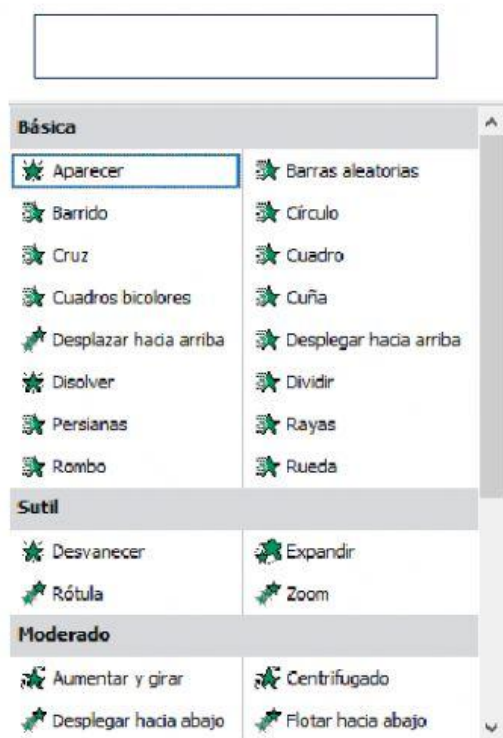 Básica
Aparecer Barras aleatorias
Barrido Círculo
Cruz Cuadro
Cuadros bicolores Cuña
Desplazar hacia arriba Desplegar hacia arriba
Disolver Dividir
Persianas Rayas
Rombo Rueda
Sutil
Desvanecer Expandir
Rótula Zoom
Moderado
Aumentar y girar Centrifugado
Desplegar hacia abajo Flotar hacia abajo